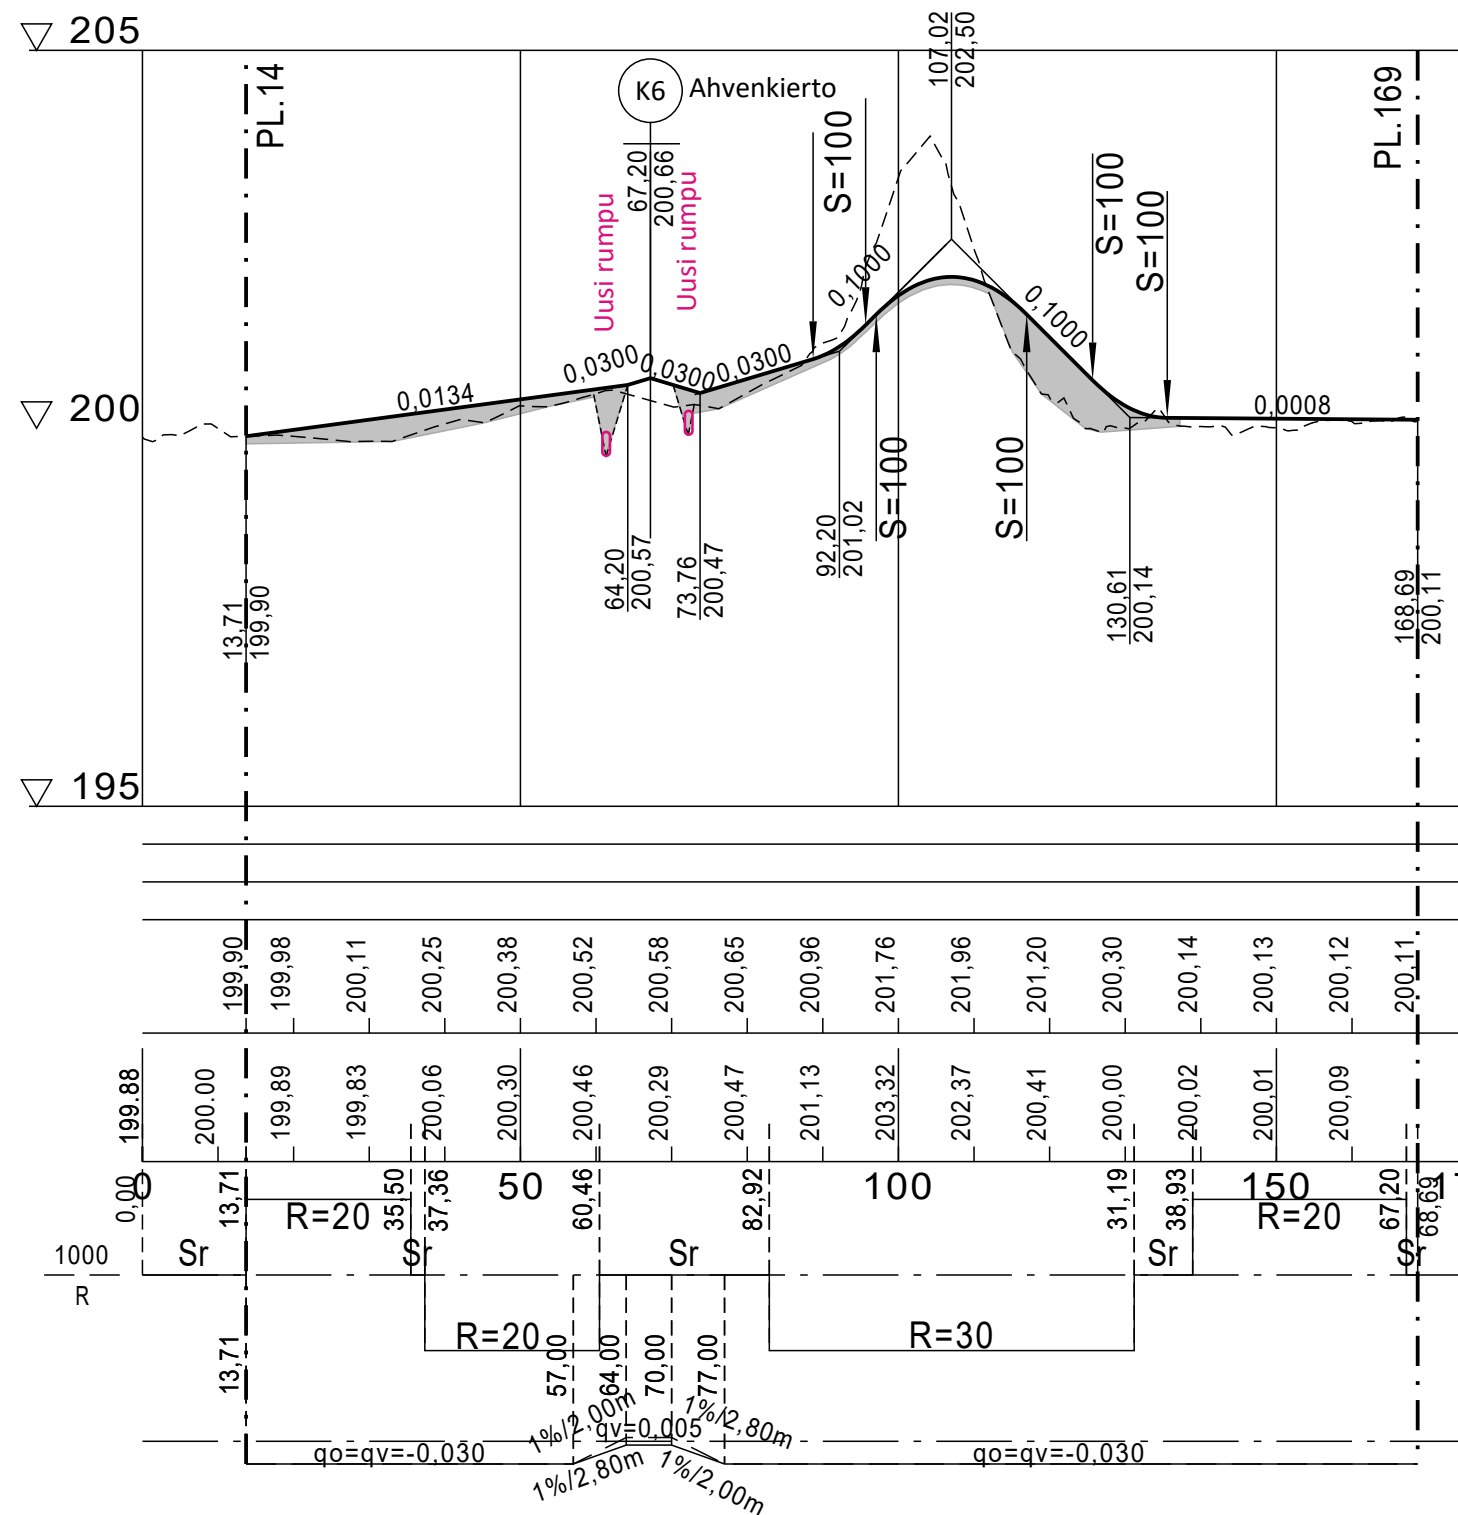 205
PL.14
K6 Ahvenkierto
67,20
200,66
Uusi rumpu
Uusi rumpu
S=100
S=100
107,02
202,50
S=100
S=100
PL.169
0,0134
0,0300
0,0300
0,0300
0,1000
0,1000
0,0008
200
13,71
199,90
64,20
200,57
73,76
200,47
92,20
201,02
S=100
S=100
130,61
200,14
168,69
200,11
195
199,90
199,98
200,11
200,25
200,38
200,52
200,58
200,65
200,96
201,76
201,96
201,20
200,30
200,14
200,13
200,12
200,11
199.88
200.00
199,89
199,83
200,06
200,30
200,46
200,29
200,47
201,13
203,32
202,37
200,41
200,00
200,02
200,01
200,09
0
50
100
150
1
0,00
13,71
35,50
37,36
60,46
82,92
31,19
38,93
67,20
68,69
R=20
R=20
Sr
Sr
Sr
Sr
Sr
1000
R
R=20
R=30
13,71
57,00
64,00
70,00
77,00
1%/2,00m
qv=0,005
1%/2,80m
qo=qv=-0,030
1%/2,80m
1%/2,00m
qo=qv=-0,030